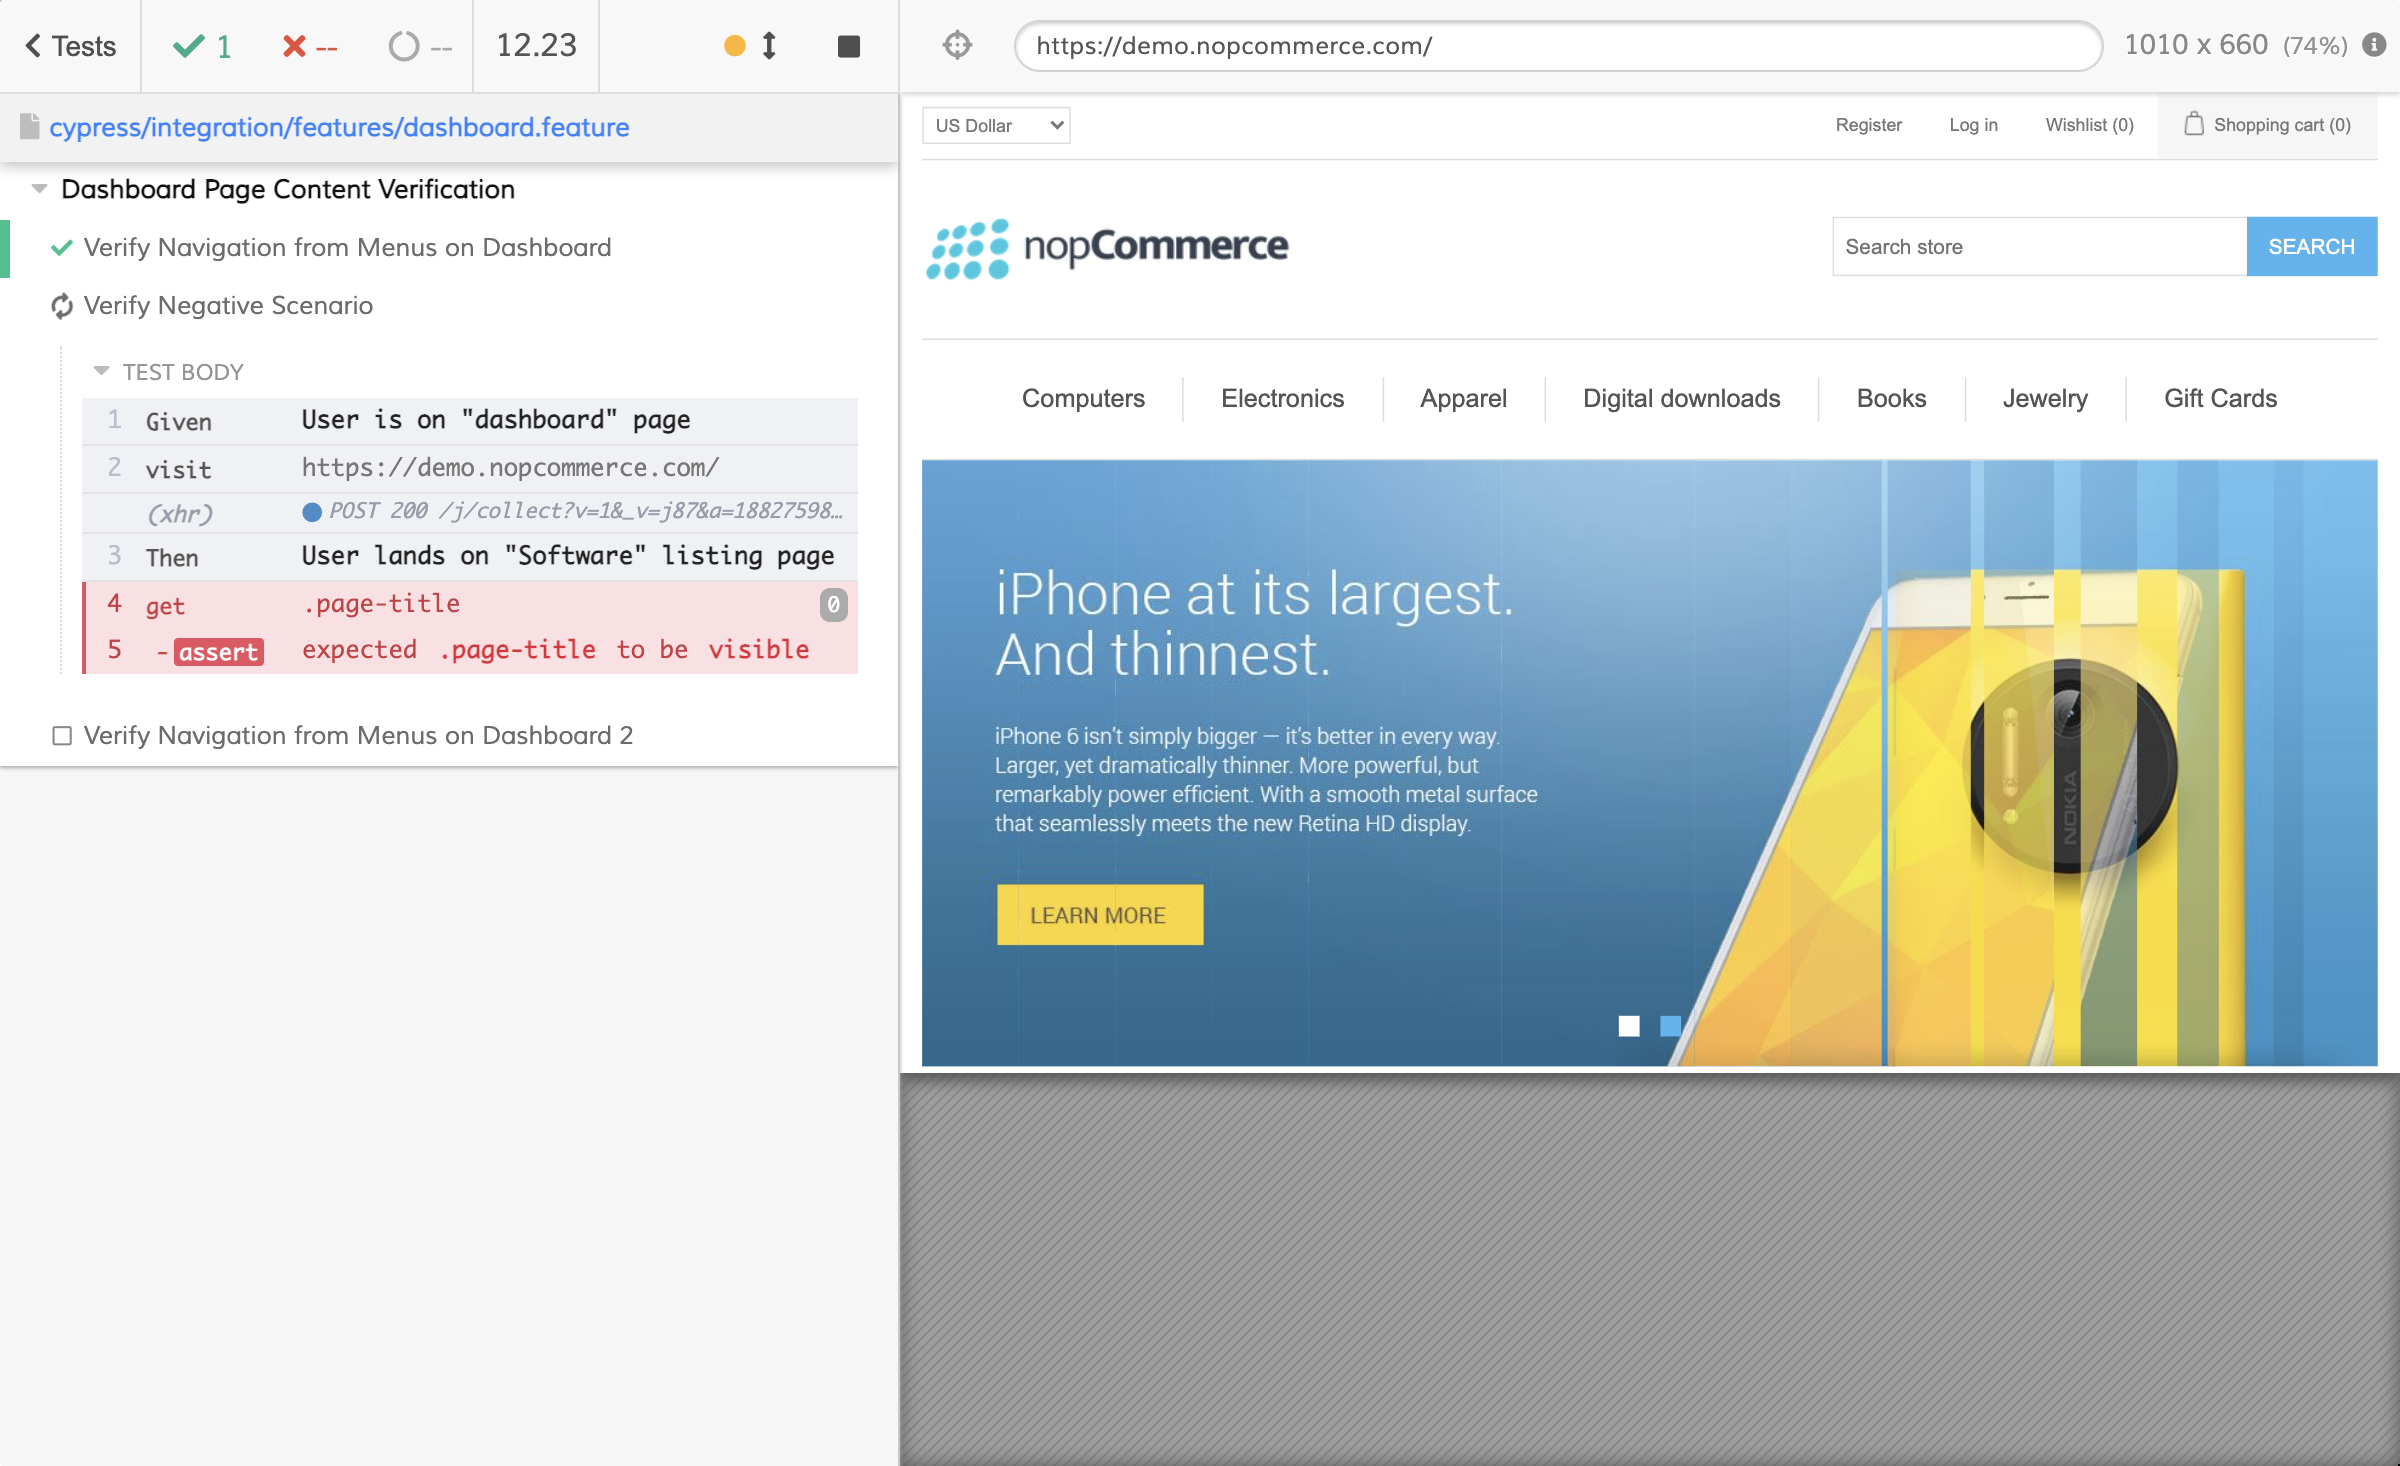 Tests
1
--
--
12.23
https://demo.nopcommerce.com/
1010 x 660 (74%)
cypress/integration/features/dashboard.feature
Dashboard Page Content Verification
Verify Navigation from Menus on Dashboard
Verify Negative Scenario
TEST BODY
1 Given User is on "dashboard" page
2 visit https://demo.nopcommerce.com/
(xhr) POST 200 /j/collect?v=1&_v=j87&a=18827598...
3 Then User lands on "Software" listing page
4 get .page-title 0
5 -assert expected .page-title to be visible
Verify Navigation from Menus on Dashboard 2
US Dollar
Register Log in Wishlist (0) Shopping cart (0)
nopCommerce
Search store SEARCH
Computers Electronics Apparel Digital downloads Books Jewelry Gift Cards
iPhone at its largest.
And thinnest.
iPhone 6 isn't simply bigger — it's better in every way.
Larger, yet dramatically thinner. More powerful, but
remarkably power efficient. With a smooth metal surface
that seamlessly meets the new Retina HD display.
LEARN MORE
NOKIA